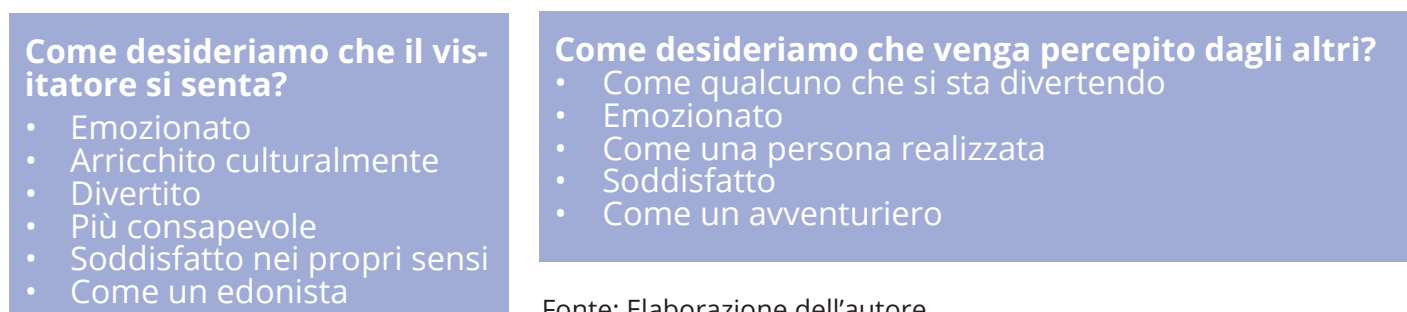 Come desideriamo che il vis-
itatore si senta?
• Emozionato
• Arricchito culturalmente
• Divertito
• Più consapevole
• Soddisfatto nei propri sensi
• Come un edonista
Come desideriamo che venga percepito dagli altri?
• Come qualcuno che si sta divertendo
• Emozionato
• Come una persona realizzata
• Soddisfatto
• Come un avventuriero
Fonte: Elaborazione dell'autore